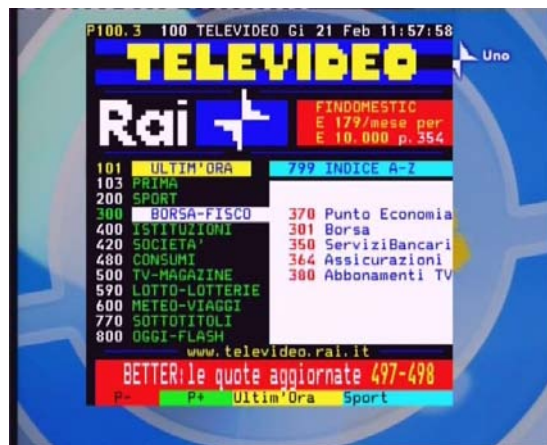 P100.3 100 TELEVIDEO Gi 21 Feb 11:57:58
Uno
TELEVIDEO
Rai
FINDOMESTIC
E 179/mese per
E 10.000 p.354
101 ULTIM'ORA 799 INDICE A-Z
103 PRIMA
200 SPORT
300 BORSA-FISCO 370 Punto Economia
400 ISTITUZIONI 301 Borsa
420 SOCIETA' 350 ServiziBancari
480 CONSUMI 364 Assicurazioni
500 TV-MAGAZINE 380 Abbonamenti TV
590 LOTTO-LOTTERIE
600 METEO-VIAGGI
770 SOTTOTITOLI
800 OGGI-FLASH
www.televideo.rai.it
BETTER:le quote aggiornate 497-498
P- P+ Ultim'Ora Sport